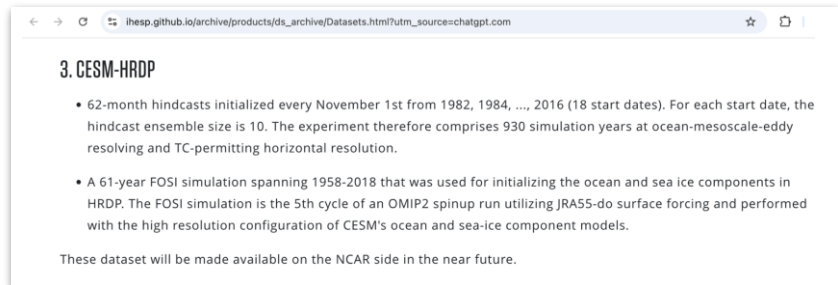 ihesp.github.io/archive/products/ds_archive/Datasets.html?utm_source=chatgpt.com
3. CESM-HRDP
• 62-month hindcasts initialized every November 1st from 1982, 1984, ..., 2016 (18 start dates). For each start date, the
hindcast ensemble size is 10. The experiment therefore comprises 930 simulation years at ocean-mesoscale-eddy
resolving and TC-permitting horizontal resolution.
• A 61-year FOSI simulation spanning 1958-2018 that was used for initializing the ocean and sea ice components in
HRDP. The FOSI simulation is the 5th cycle of an OMIP2 spinup run utilizing JRA55-do surface forcing and performed
with the high resolution configuration of CESM's ocean and sea-ice component models.
These dataset will be made available on the NCAR side in the near future.